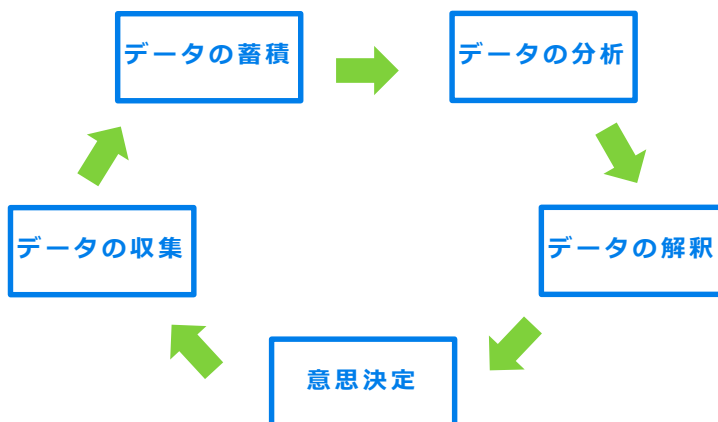 データの蓄積
データの分析
データの収集
データの解釈
意思決定